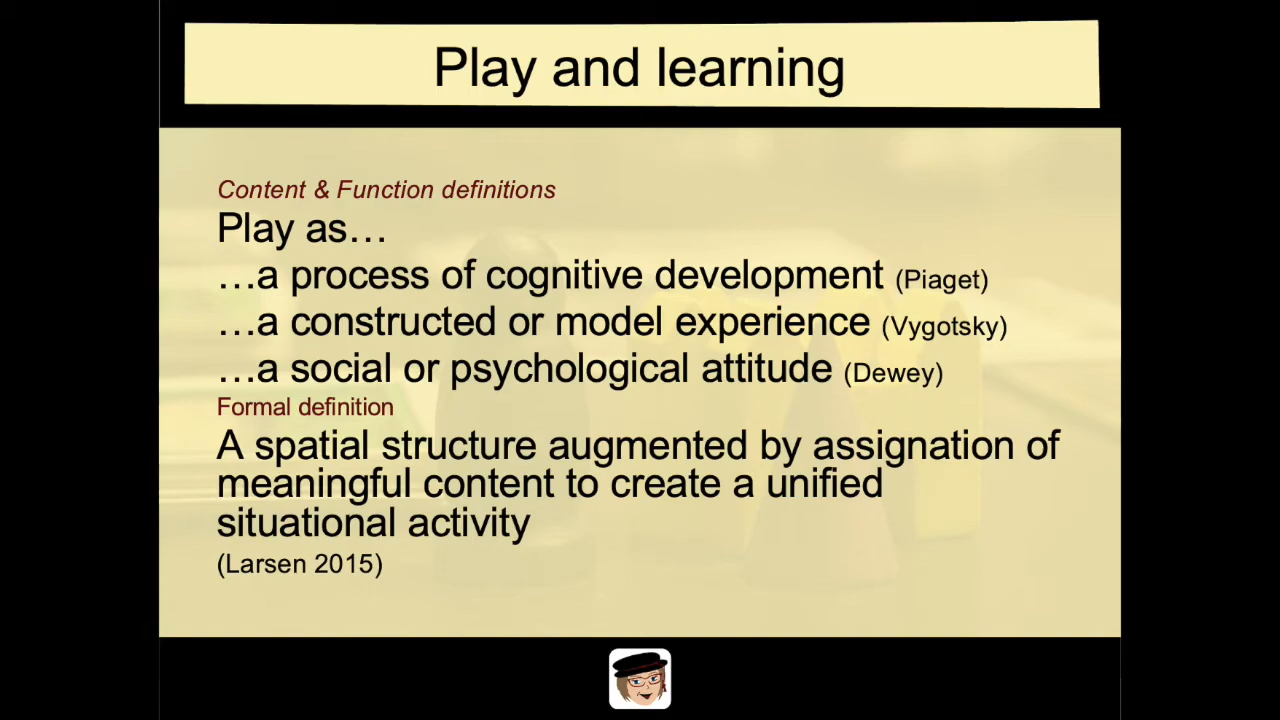 Play and learning
Content & Function definitions
Play as…
…a process of cognitive development (Piaget)
…a constructed or model experience (Vygotsky)
…a social or psychological attitude (Dewey)
Formal definition
A spatial structure augmented by assignation of
meaningful content to create a unified
situational activity
(Larsen 2015)